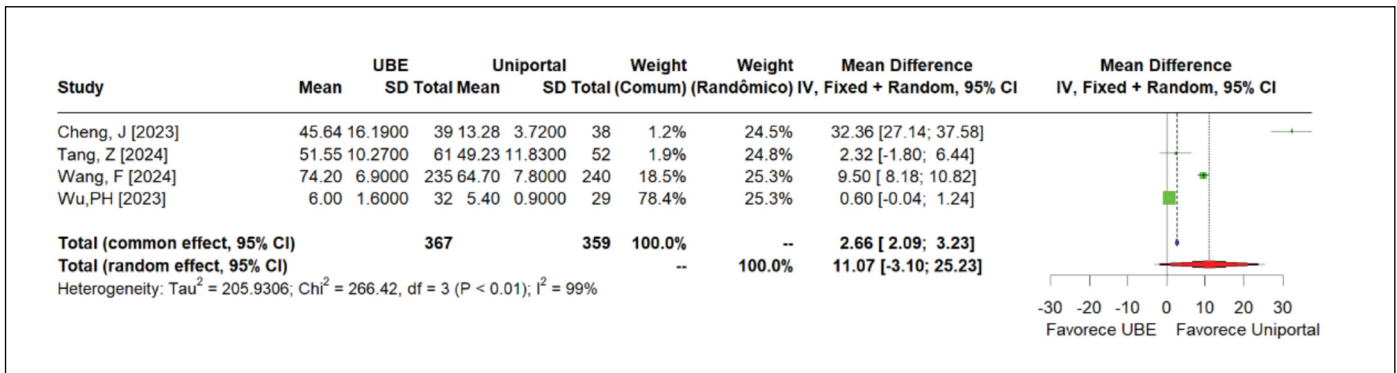 UBE Uniportal Weight Weight Mean Difference Mean Difference
Study Mean SD Total Mean SD Total (Comum) (Randômico) IV, Fixed + Random, 95% CI IV, Fixed + Random, 95% CI
Cheng, J [2023] 45.64 16.1900 39 13.28 3.7200 38 1.2% 24.5% 32.36 [27.14; 37.58]
Tang, Z [2024] 51.55 10.2700 61 49.23 11.8300 52 1.9% 24.8% 2.32 [-1.80; 6.44]
Wang, F [2024] 74.20 6.9000 235 64.70 7.8000 240 18.5% 25.3% 9.50 [ 8.18; 10.82]
Wu,PH [2023] 6.00 1.6000 32 5.40 0.9000 29 78.4% 25.3% 0.60 [-0.04; 1.24]
Total (common effect, 95% CI) 367 359 100.0% -- 2.66 [ 2.09; 3.23]
Total (random effect, 95% CI) -- 100.0% 11.07 [-3.10; 25.23]
Heterogeneity: Tau² = 205.9306; Chi² = 266.42, df = 3 (P < 0.01); I² = 99%
-30 -20 -10 0 10 20 30
Favorece UBE Favorece Uniportal